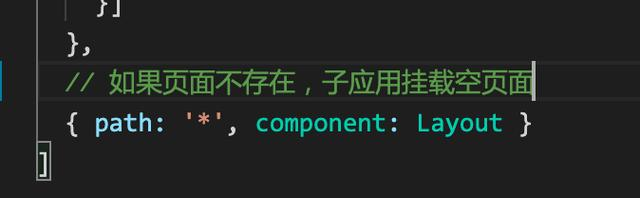 }]
},
// 如果页面不存在，子应用挂载空页面
{ path: '*', component: Layout }
]